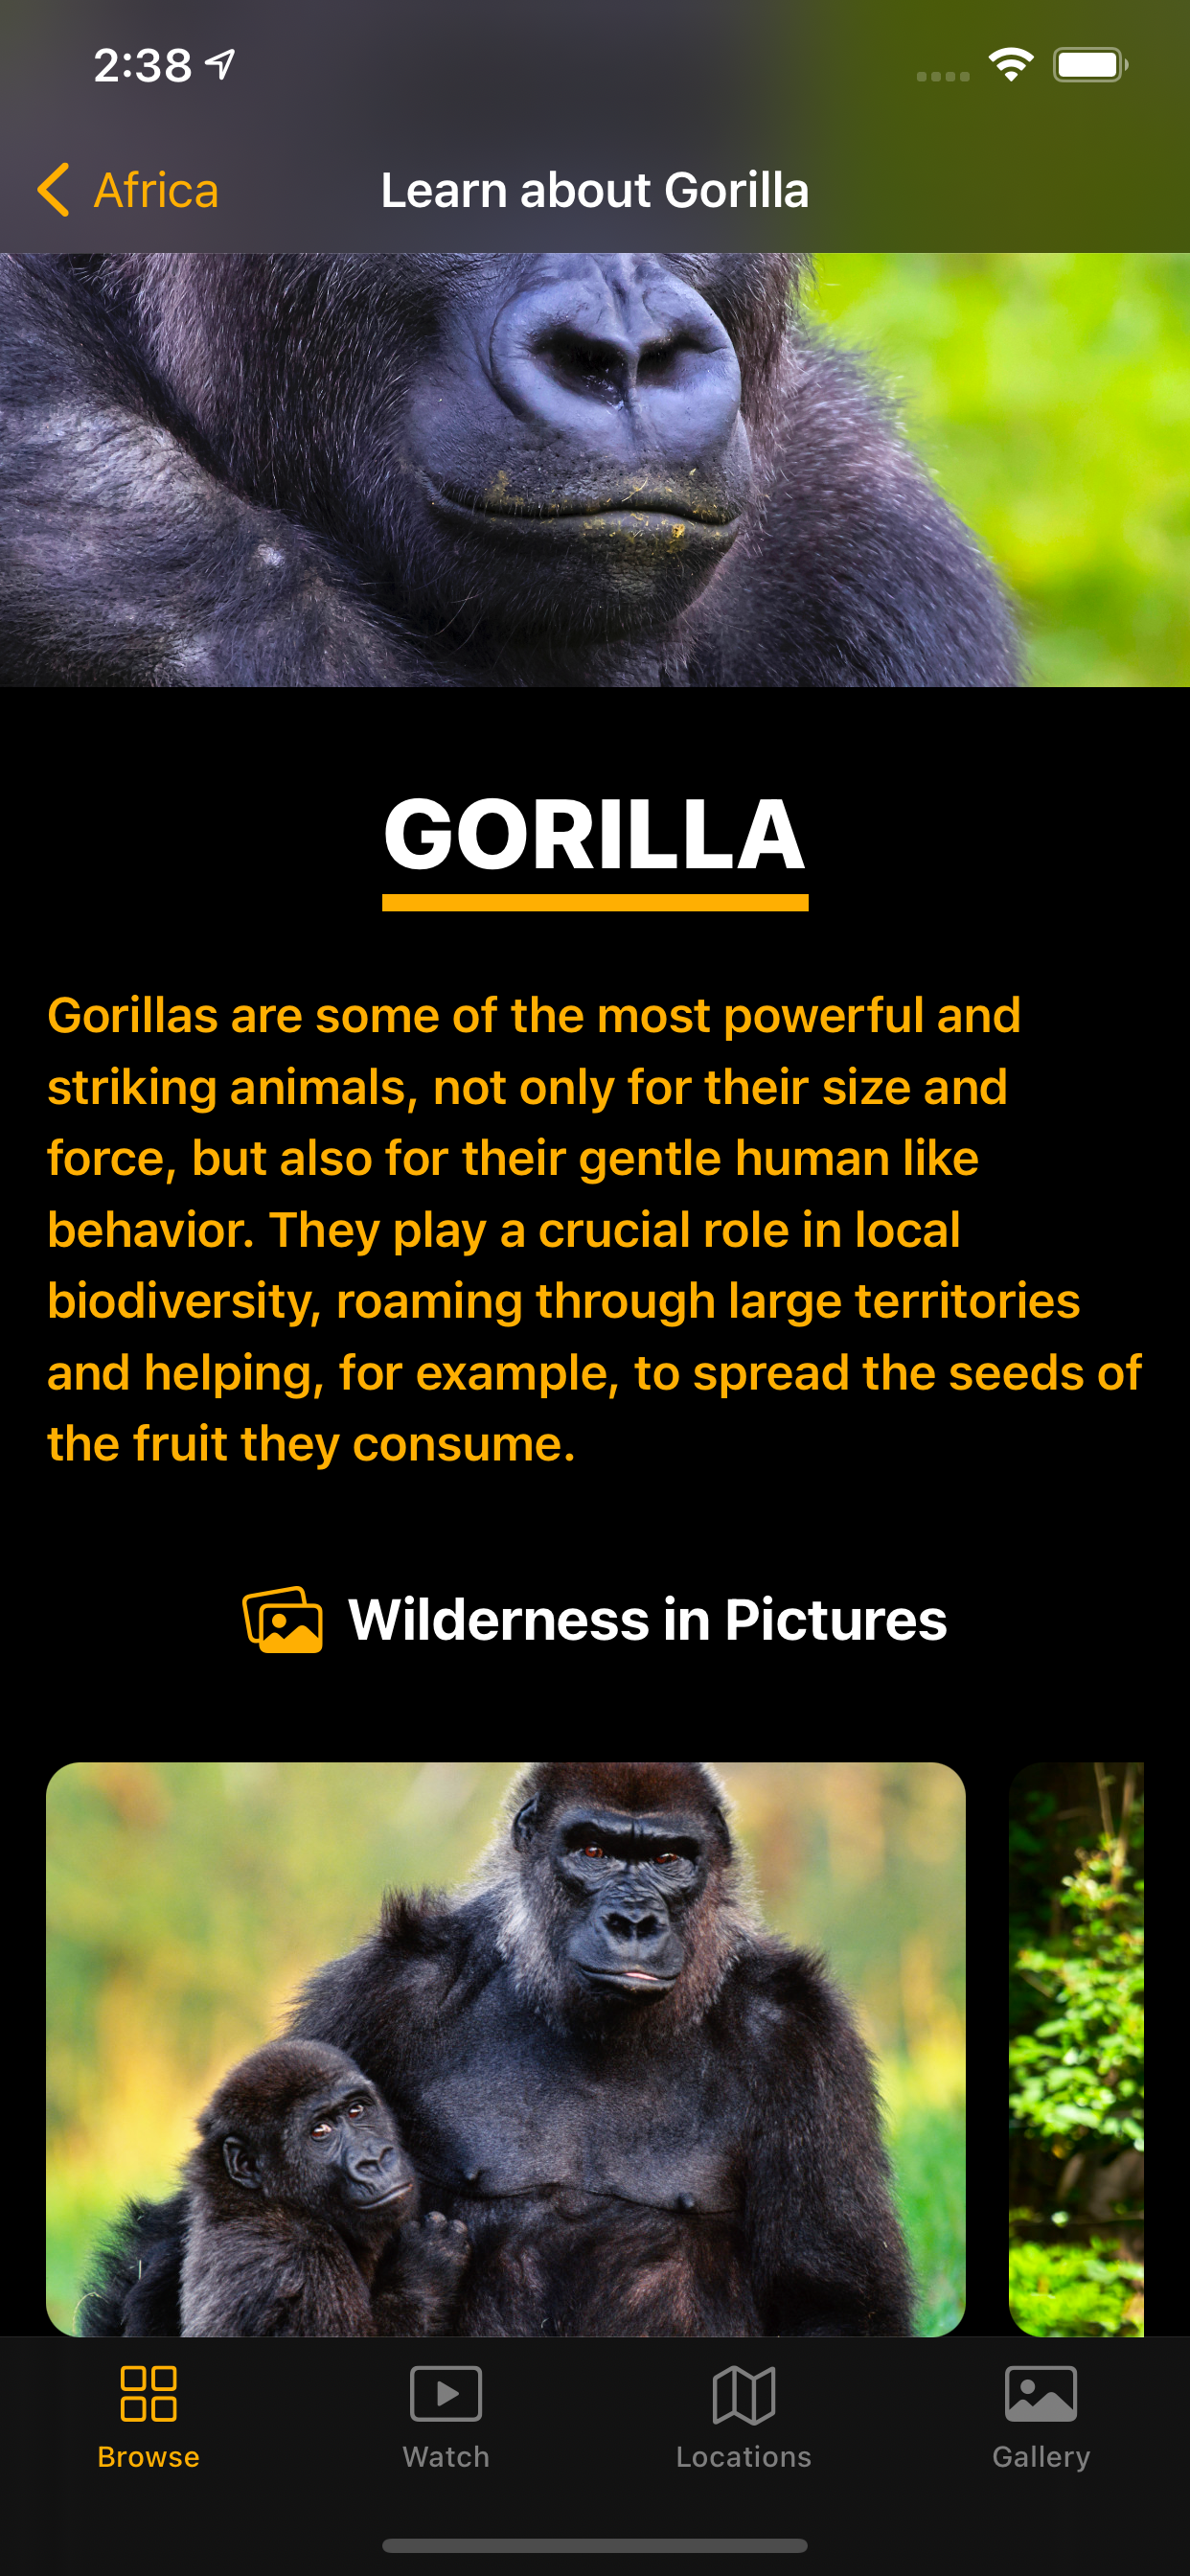 2:38
Africa
Learn about Gorilla
GORILLA
Gorillas are some of the most powerful and
striking animals, not only for their size and
force, but also for their gentle human like
behavior. They play a crucial role in local
biodiversity, roaming through large territories
and helping, for example, to spread the seeds of
the fruit they consume.
Wilderness in Pictures
Browse
Watch
Locations
Gallery